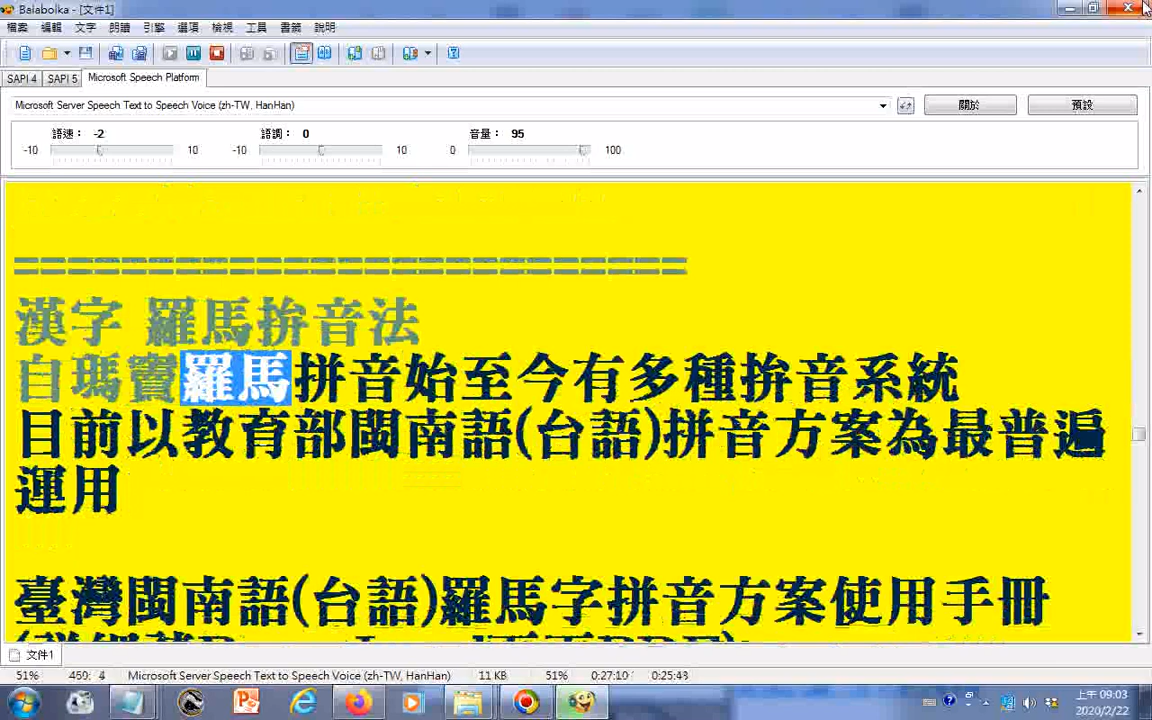 Balabolka - [文件1]
檔案 編輯 文字 朗讀 引擎 選項 檢視 工具 書籤 說明
SAPI 4 SAPI 5 Microsoft Speech Platform
Microsoft Server Speech Text to Speech Voice (zh-TW, HanHan) 關於 預設
語速： -2 語調： 0 音量： 95
-10 10 -10 10 0 100
=========================
漢字 羅馬拚音法
自瑪竇羅馬拼音始至今有多種拚音系統
目前以教育部閩南語(台語)拼音方案為最普遍
運用
臺灣閩南語(台語)羅馬字拼音方案使用手冊
文件1
51% 450: 4 Microsoft Server Speech Text to Speech Voice (zh-TW, HanHan) 11 KB 51% 0:27:10 0:25:43
上午 09:03
2020/2/22